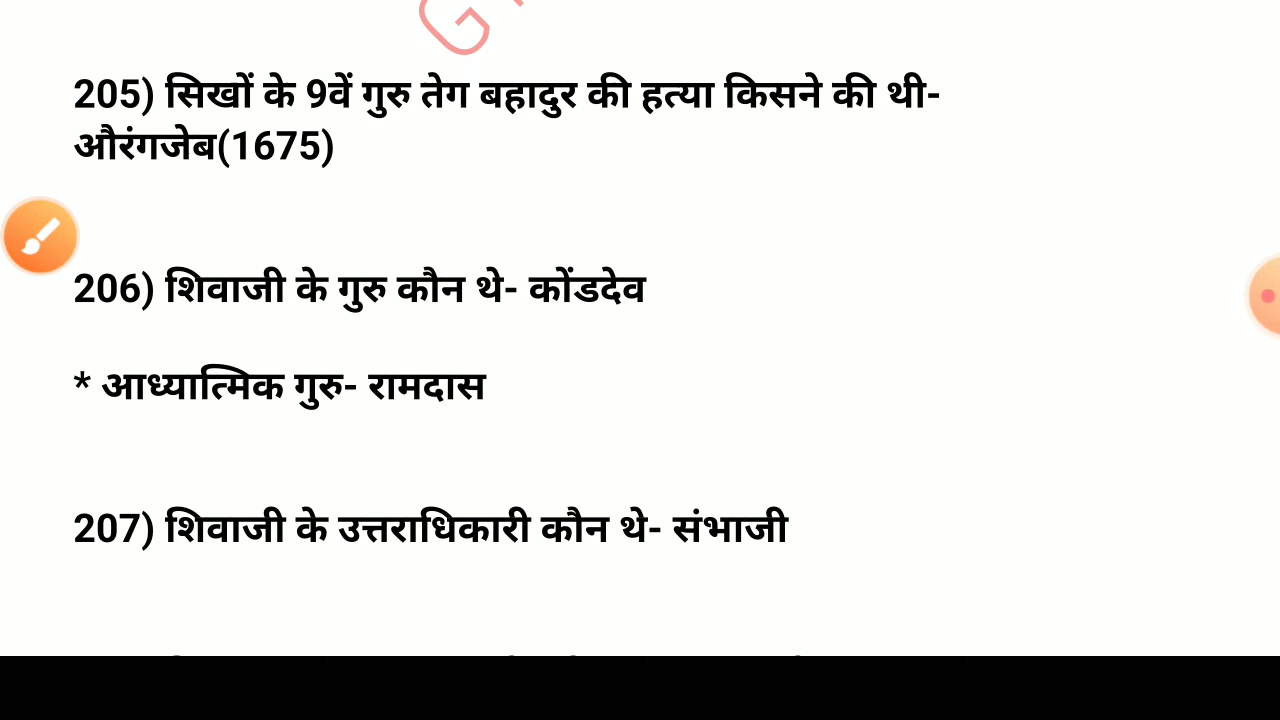 205) सिखों के 9वें गुरु तेग बहादुर की हत्या किसने की थी-
औरंगजेब(1675)
206) शिवाजी के गुरु कौन थे- कोंडदेव
* आध्यात्मिक गुरु- रामदास
207) शिवाजी के उत्तराधिकारी कौन थे- संभाजी